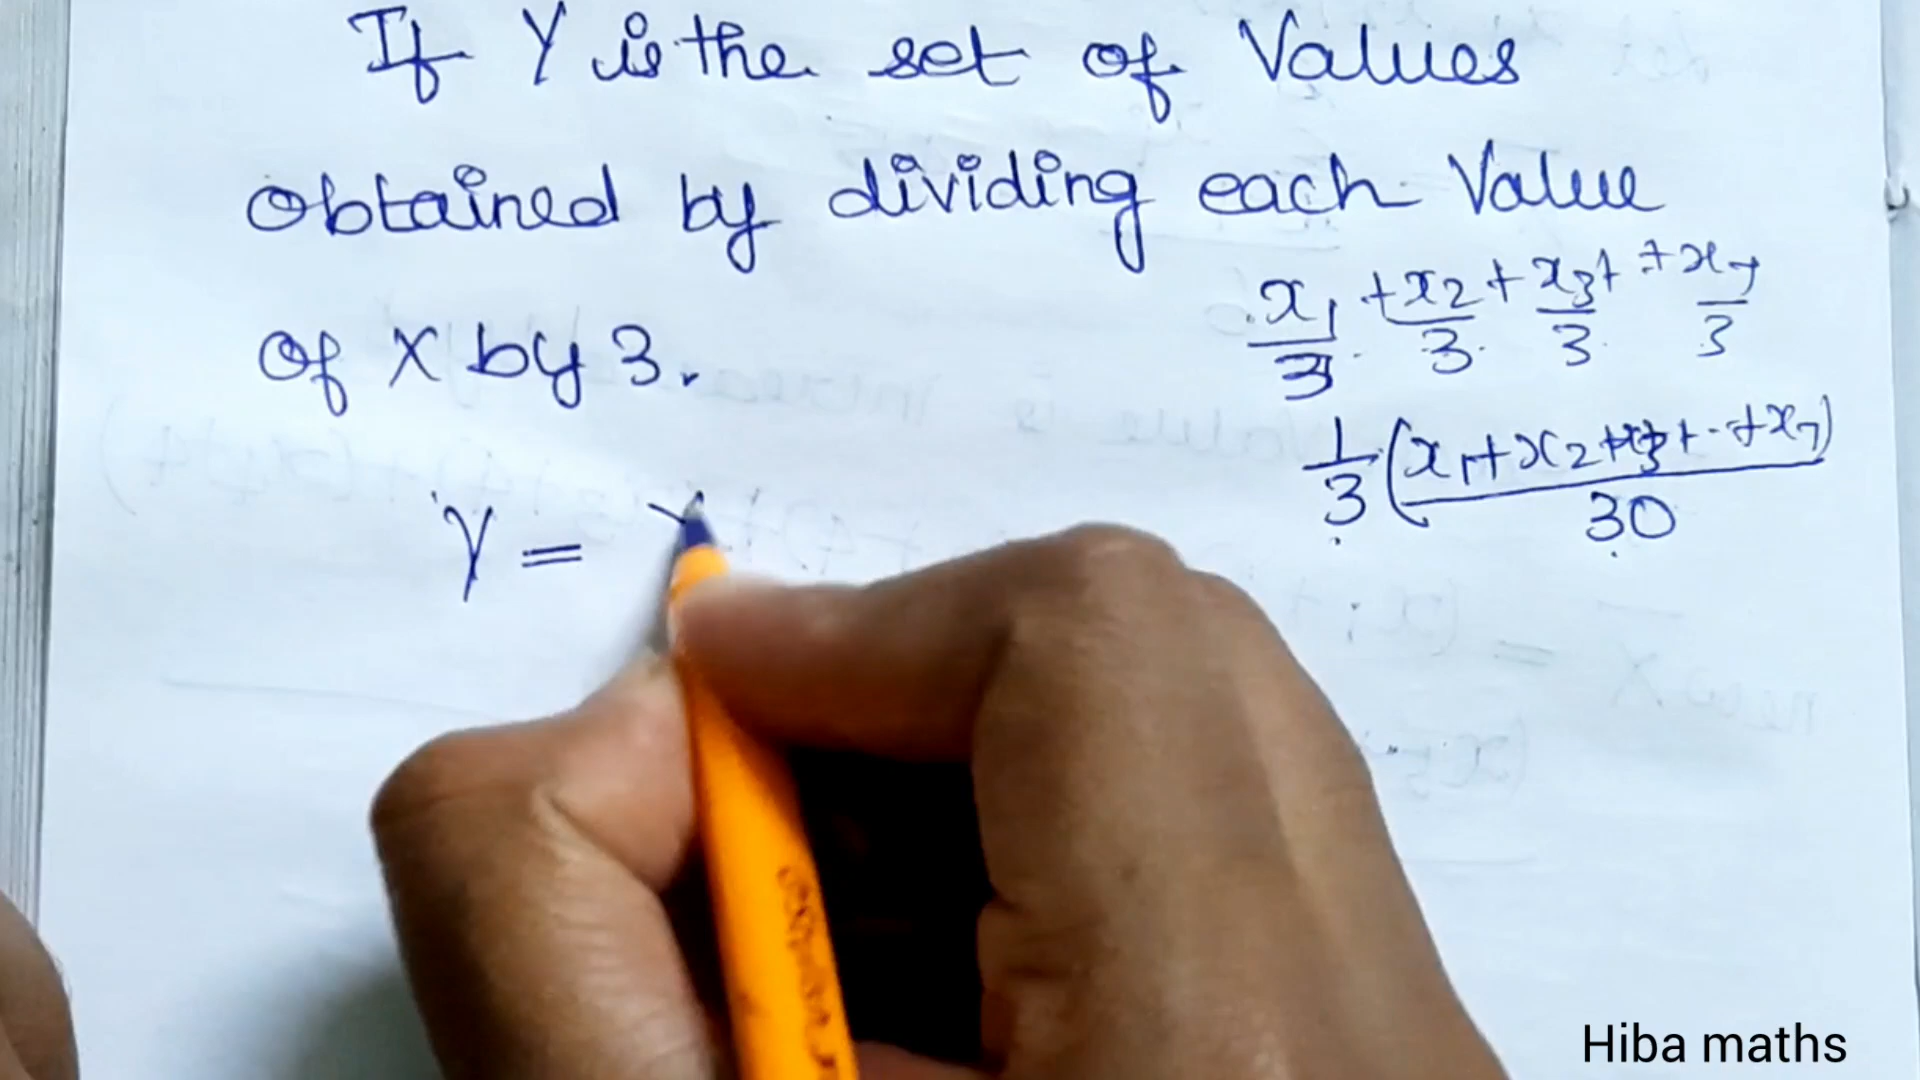 If Y is the set of Values
obtained by dividing each Value
of X by 3.
x₁/3 + x₂/3 + x₃/3 + + x₇/3
1/3 (x₁+x₂+x₃+--+x₇)/30
Y =
Hiba maths